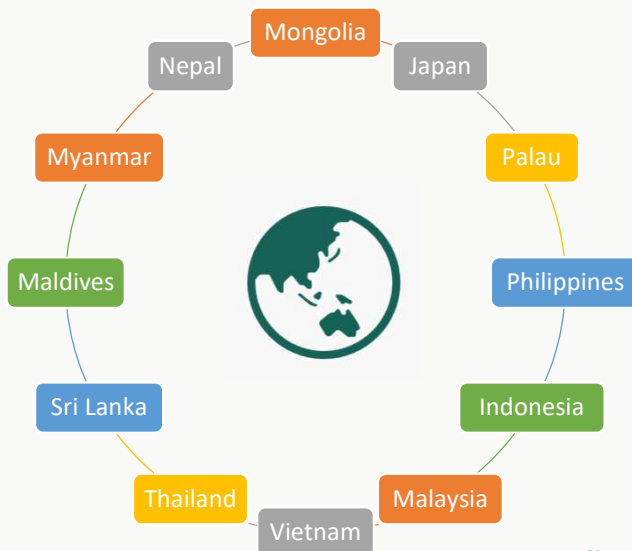 Mongolia
Japan
Palau
Philippines
Indonesia
Malaysia
Vietnam
Thailand
Sri Lanka
Maldives
Myanmar
Nepal